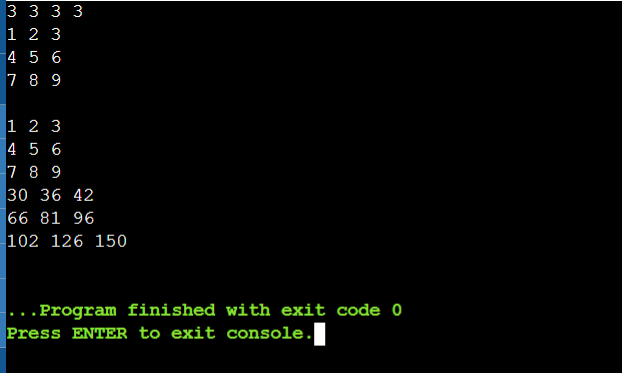 3 3 3 3
1 2 3
4 5 6
7 8 9
1 2 3
4 5 6
7 8 9
30 36 42
66 81 96
102 126 150
...Program finished with exit code 0
Press ENTER to exit console.